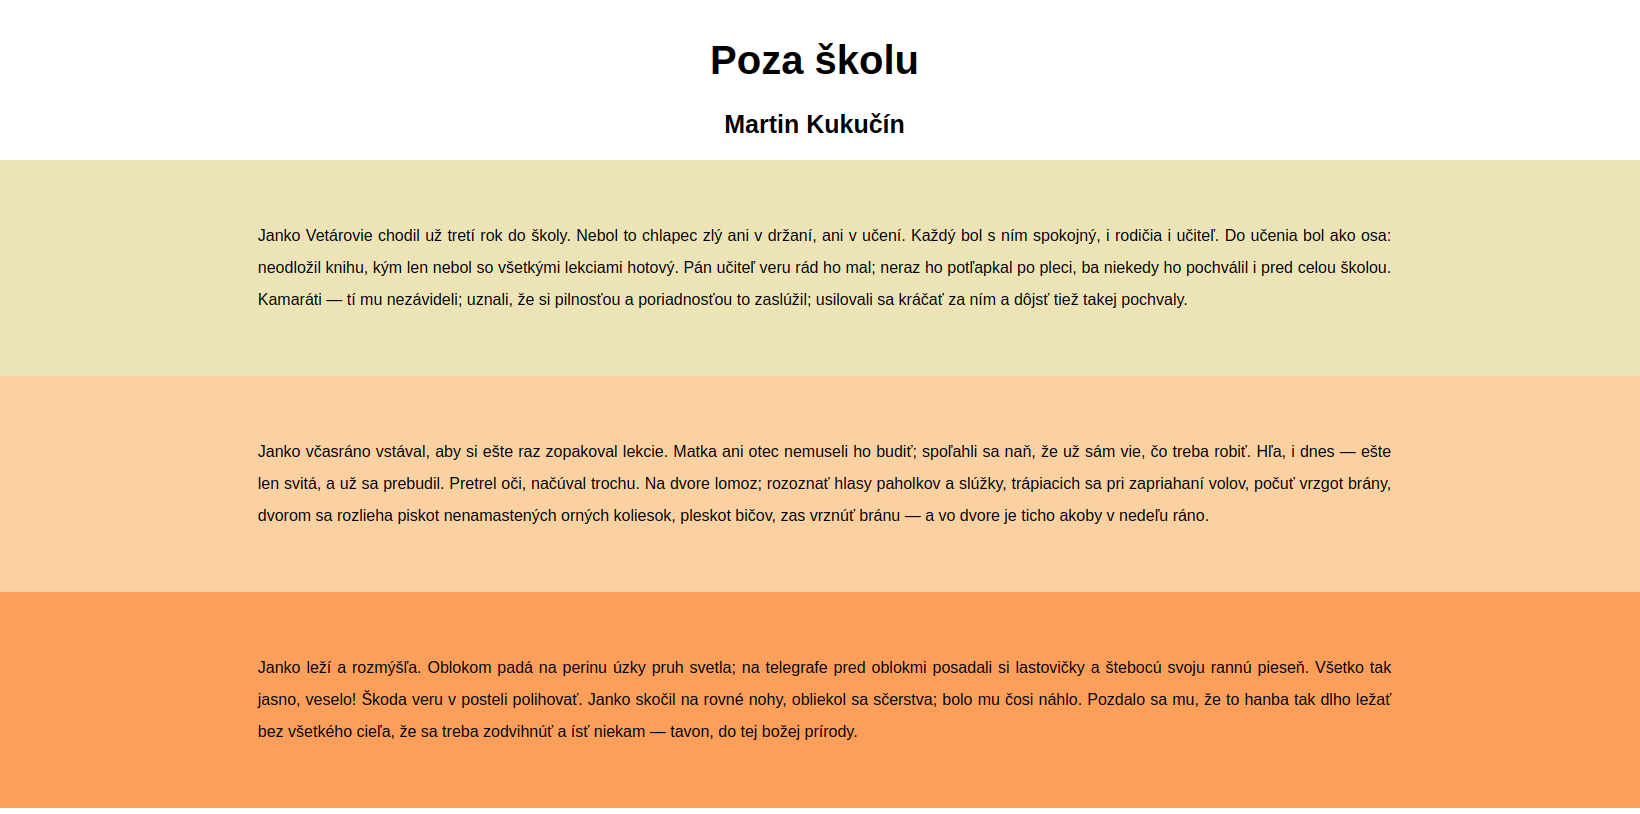 Poza školu
Martin Kukučín
Janko Vetárovie chodil už tretí rok do školy. Nebol to chlapec zlý ani v držaní, ani v učení. Každý bol s ním spokojný, i rodičia i učiteľ. Do učenia bol ako osa:
neodložil knihu, kým len nebol so všetkými lekciami hotový. Pán učiteľ veru rád ho mal; neraz ho potľapkal po pleci, ba niekedy ho pochválil i pred celou školou.
Kamaráti — tí mu nezávideli; uznali, že si pilnosťou a poriadnosťou to zaslúžil; usilovali sa kráčať za ním a dôjsť tiež takej pochvaly.
Janko včasráno vstával, aby si ešte raz zopakoval lekcie. Matka ani otec nemuseli ho budiť; spoľahli sa naň, že už sám vie, čo treba robiť. Hľa, i dnes — ešte
len svitá, a už sa prebudil. Pretrel oči, načúval trochu. Na dvore lomoz; rozoznať hlasy paholkov a slúžky, trápiacich sa pri zapriahaní volov, počuť vrzgot brány,
dvorom sa rozlieha piskot nenamastených orných koliesok, pleskot bičov, zas vrznúť bránu — a vo dvore je ticho akoby v nedeľu ráno.
Janko leží a rozmýšľa. Oblokom padá na perinu úzky pruh svetla; na telegrafe pred oblokmi posadali si lastovičky a štebocú svoju rannú pieseň. Všetko tak
jasno, veselo! Škoda veru v posteli polihovať. Janko skočil na rovné nohy, obliekol sa sčerstva; bolo mu čosi náhlo. Pozdalo sa mu, že to hanba tak dlho ležať
bez všetkého cieľa, že sa treba zodvihnúť a ísť niekam — tavon, do tej božej prírody.